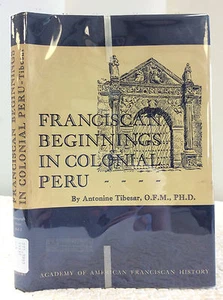 FRANCISCAN BEGINNINGS
IN COLONIAL PERU - Tibesar
FRANCISCAN
BEGINNINGS
IN COLONIAL
PERU - - - -
By Antonine Tibesar, O.F.M., PH.D.
ACADEMY OF AMERICAN FRANCISCAN HISTORY